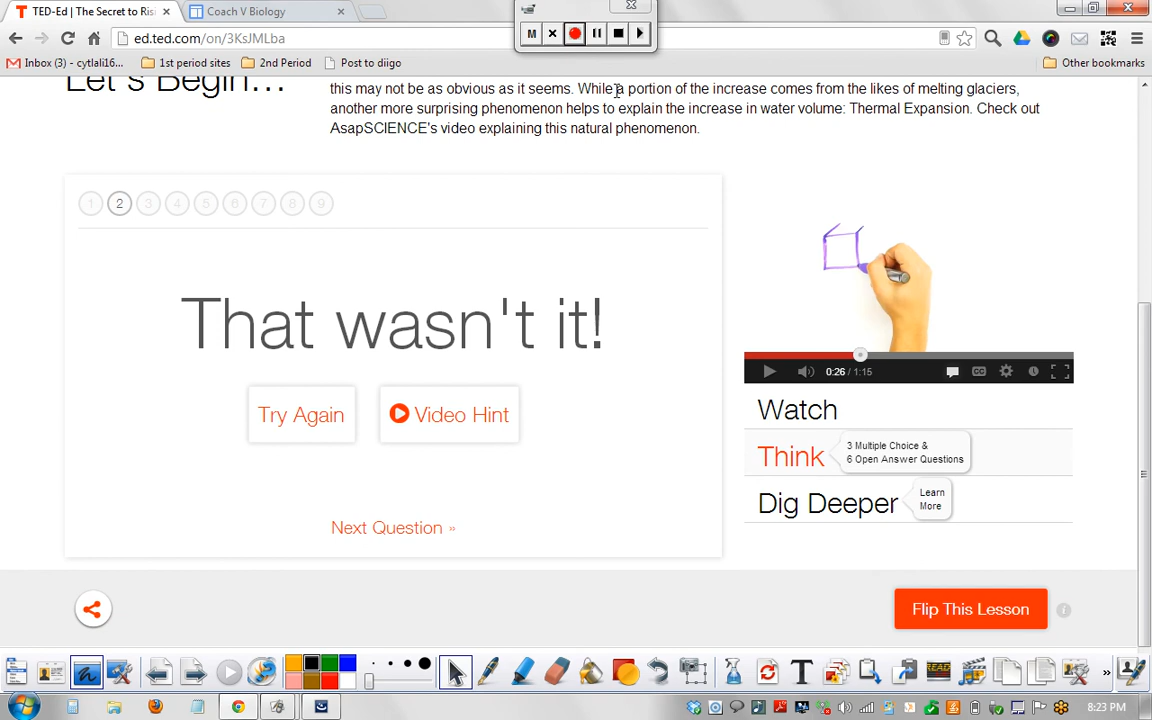 TED-Ed | The Secret to Risi
Coach V Biology
ed.ted.com/on/3KsJMLba
Inbox (3) - cytlali16
1st period sites
2nd Period
Post to diigo
Other bookmarks
M
Let's Begin...
this may not be as obvious as it seems. While a portion of the increase comes from the likes of melting glaciers,
another more surprising phenomenon helps to explain the increase in water volume: Thermal Expansion. Check out
AsapSCIENCE's video explaining this natural phenomenon.
1 2 3 4 5 6 7 8 9
That wasn't it!
Try Again
Video Hint
Next Question »
0:26 / 1:15
CC
Watch
Think
3 Multiple Choice &
6 Open Answer Questions
Dig Deeper
Learn
More
Flip This Lesson
i
T
READ
»
8:23 PM